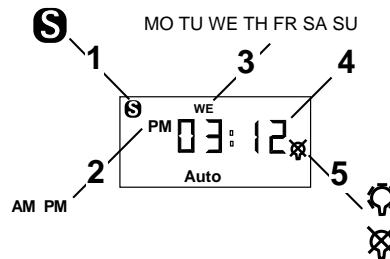 S MO TU WE TH FR SA SU
1 3 4
S WE
PM 03:12
2 5
Auto
AM PM